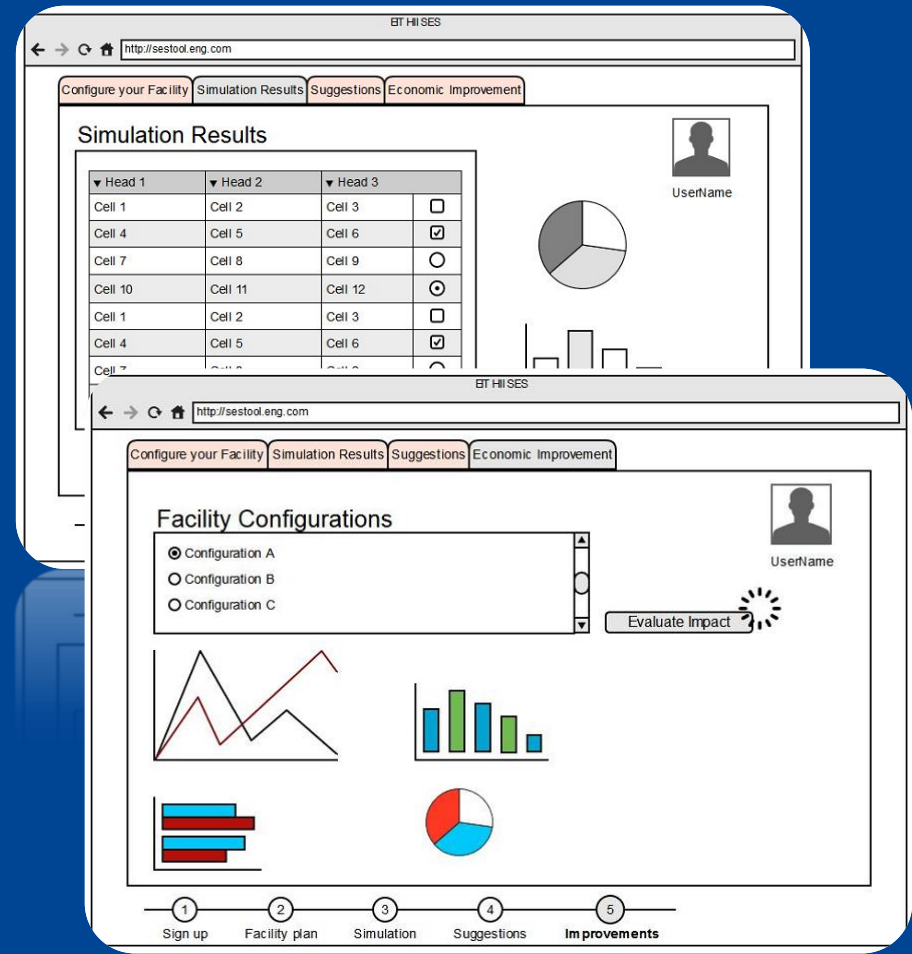 EIT HII SES
http://sestool.eng.com
Configure your Facility Simulation Results Suggestions Economic Improvement
Simulation Results
UserName
▼ Head 1 ▼ Head 2 ▼ Head 3
Cell 1 Cell 2 Cell 3
Cell 4 Cell 5 Cell 6
Cell 7 Cell 8 Cell 9
Cell 10 Cell 11 Cell 12
Cell 1 Cell 2 Cell 3
Cell 4 Cell 5 Cell 6
Cell 7
EIT HII SES
http://sestool.eng.com
Configure your Facility Simulation Results Suggestions Economic Improvement
Facility Configurations
UserName
Configuration A
Configuration B
Configuration C
Evaluate Impact
1 2 3 4 5
Sign up Facility plan Simulation Suggestions Improvements